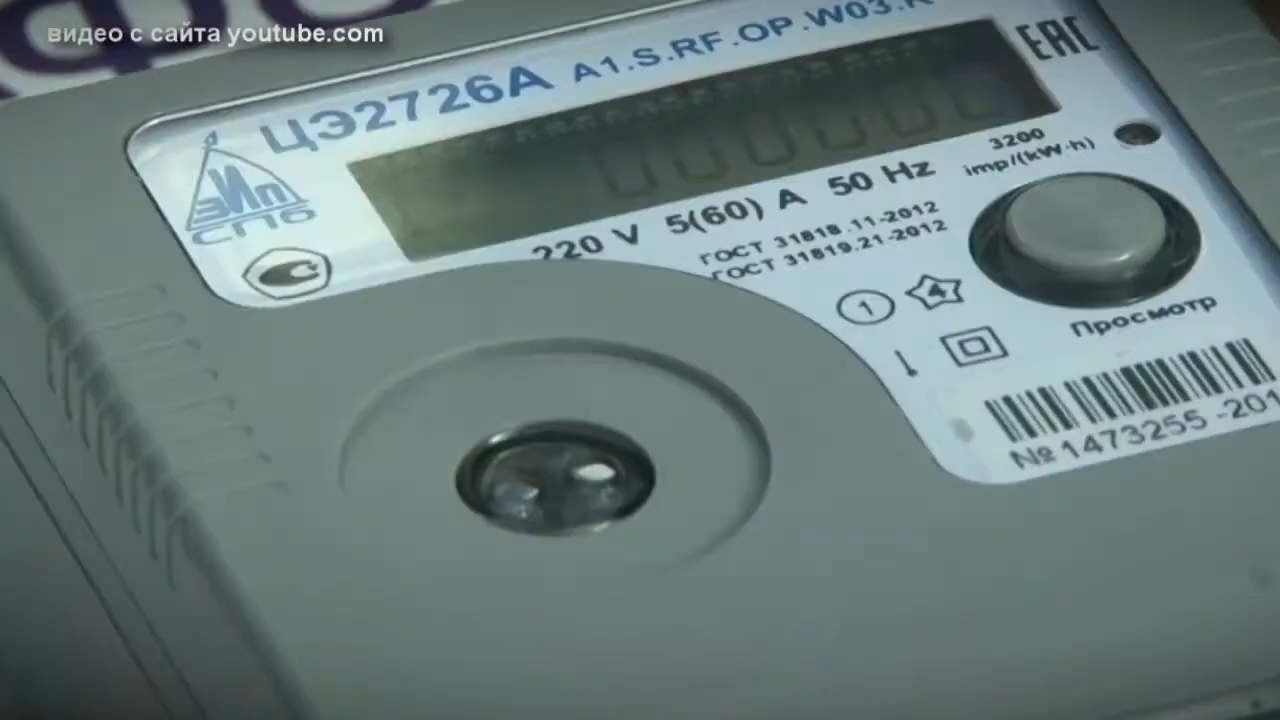 видео с сайта youtube.com
ЦЭ2726А A1.S.RF.OP.W03.R
EAC
эИп
СПб
3200
imp/(kW·h)
220 V 5(60) A 50 Hz
ГОСТ 31818.11-2012
ГОСТ 31819.21-2012
1
4
Просмотр
№1473255 -201